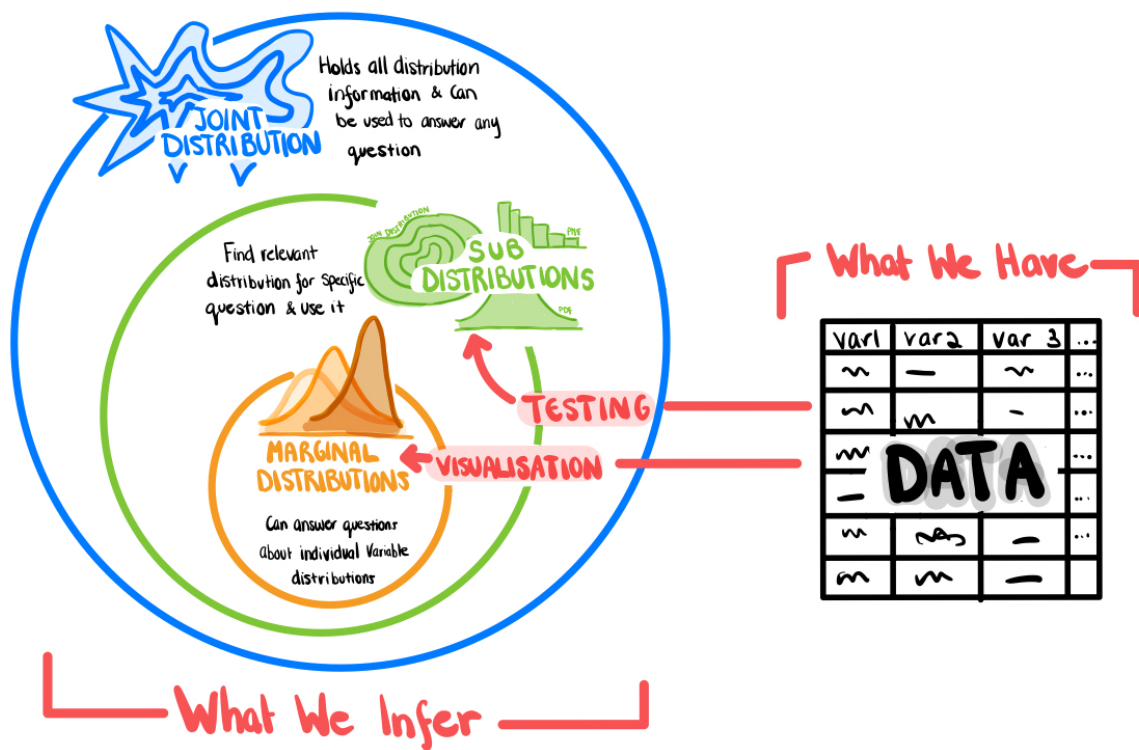 Holds all distribution
information & can
be used to answer any
question
JOINT
DISTRIBUTION
JOIN DISTRIBUTION
PMF
SUB
DISTRIBUTIONS
PDF
Find relevant
distribution for specific
question & use it
MARGINAL
DISTRIBUTIONS
Can answer questions
about individual Variable
distributions
TESTING
VISUALISATION
What We Have
var1 var2 var 3 ...
...
...
...
DATA
...
...
What We Infer